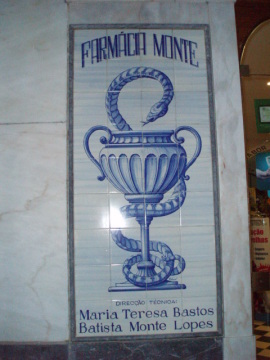 FARMÁCIA MONTE
DIRECÇÃO TÉCNICA:
Maria Teresa Bastos
Batista Monte Lopes